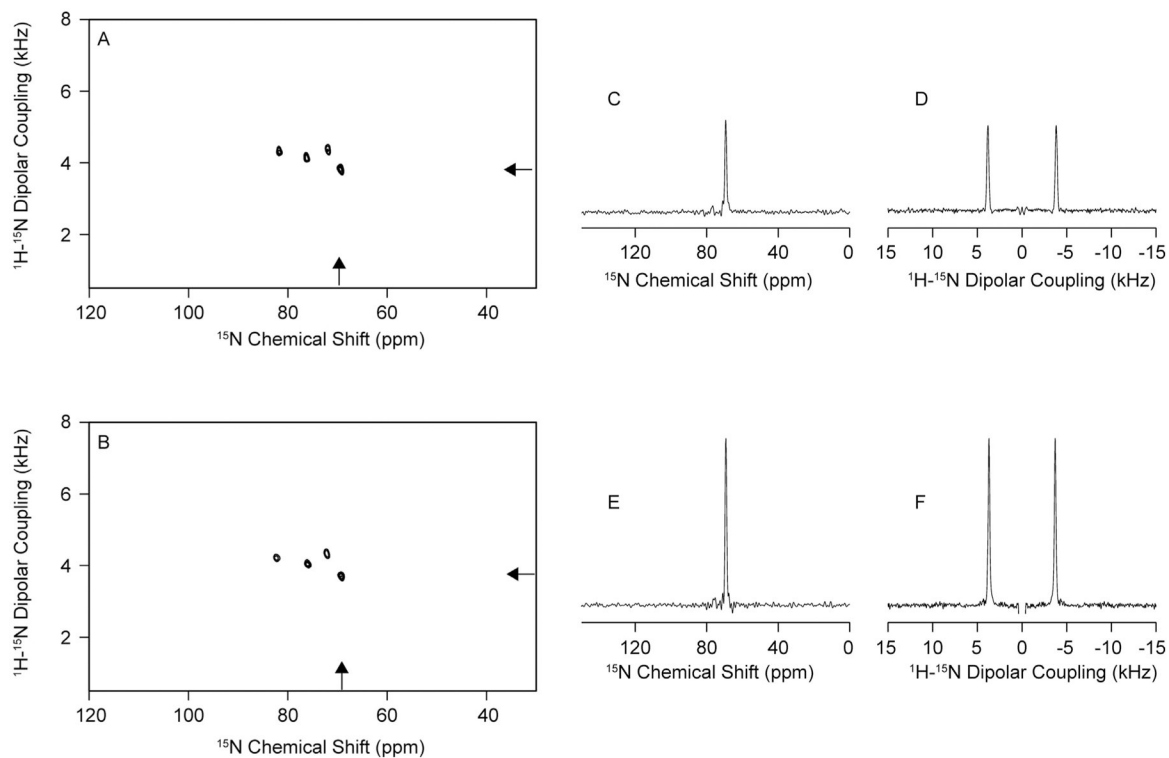 A
¹H-¹⁵N Dipolar Coupling (kHz)
8
6
4
2
120 100 80 60 40
¹⁵N Chemical Shift (ppm)
C
120 80 40 0
¹⁵N Chemical Shift (ppm)
D
15 10 5 0 -5 -10 -15
¹H-¹⁵N Dipolar Coupling (kHz)
B
¹H-¹⁵N Dipolar Coupling (kHz)
8
6
4
2
120 100 80 60 40
¹⁵N Chemical Shift (ppm)
E
120 80 40 0
¹⁵N Chemical Shift (ppm)
F
15 10 5 0 -5 -10 -15
¹H-¹⁵N Dipolar Coupling (kHz)